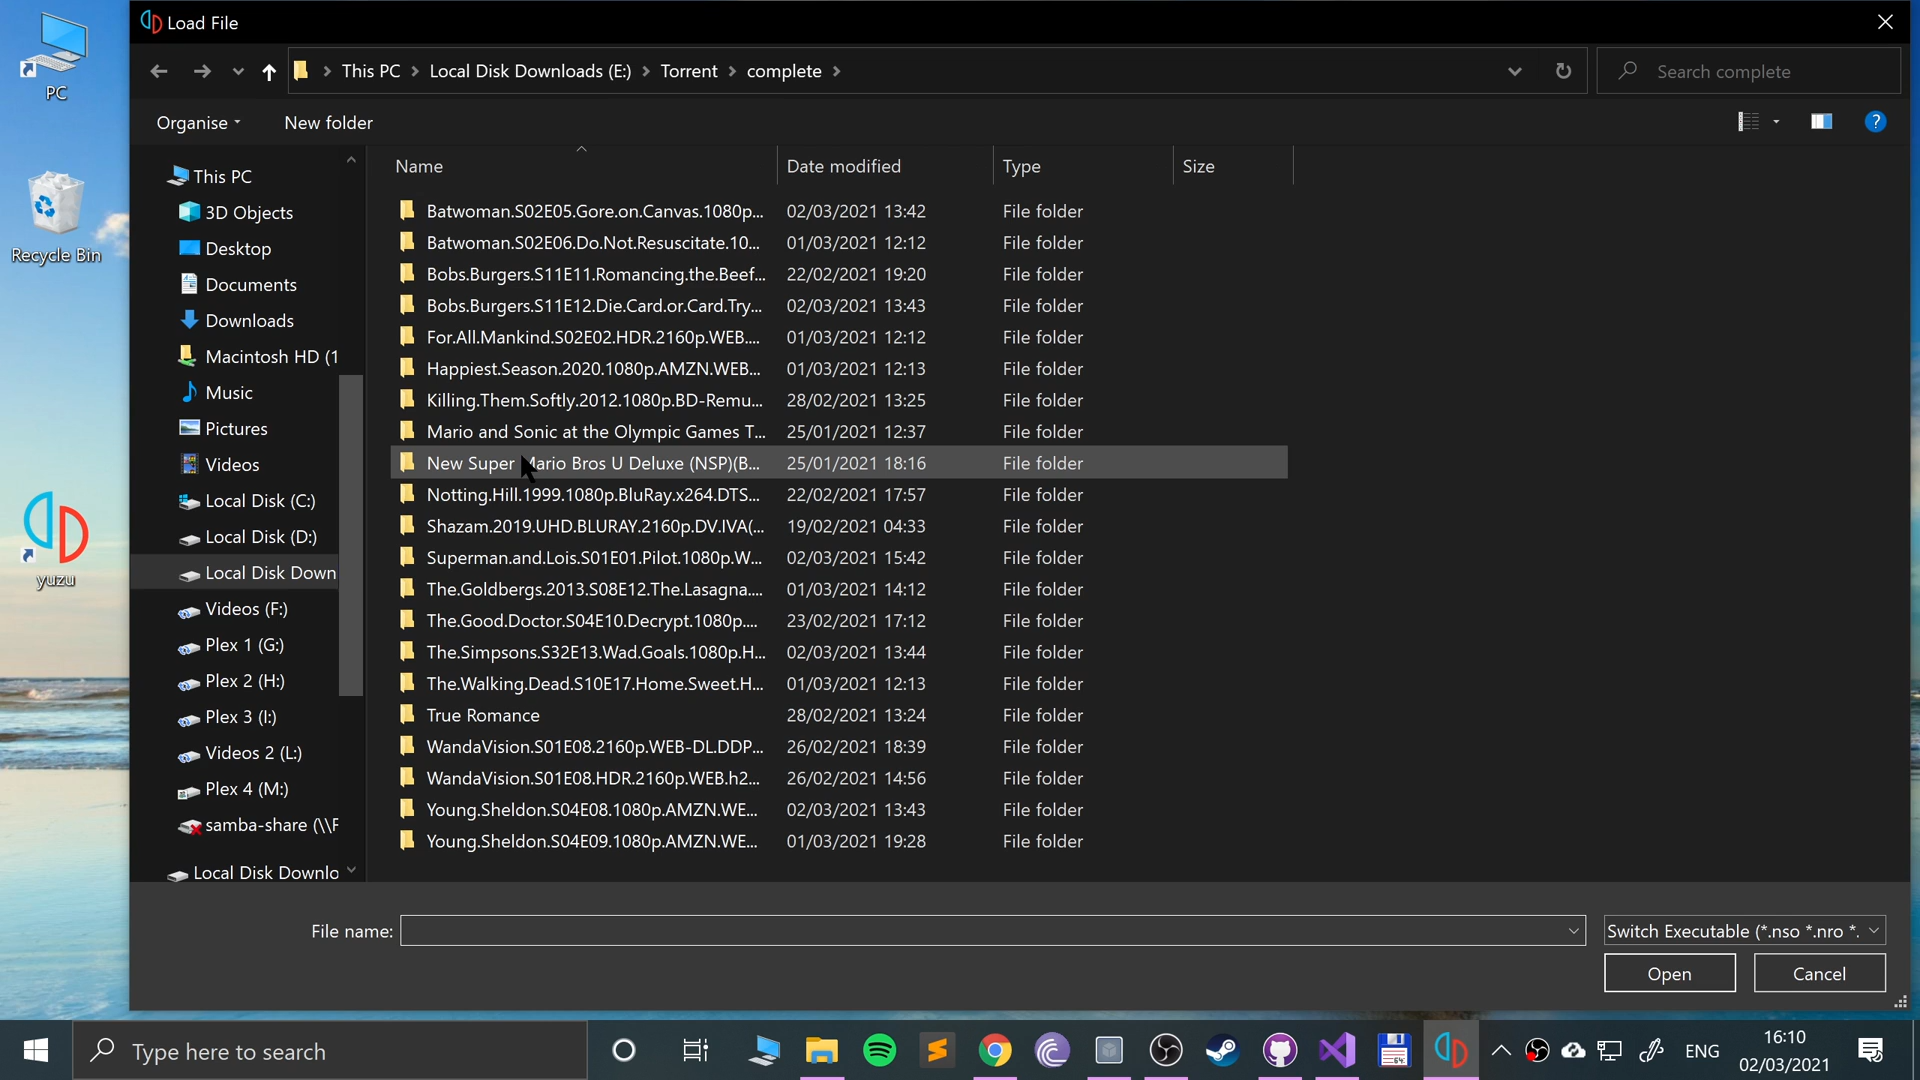 PC
Recycle Bin
yuzu
Load File
This PC > Local Disk Downloads (E:) > Torrent > complete >
Search complete
Organise
New folder
This PC
3D Objects
Desktop
Documents
Downloads
Macintosh HD (1
Music
Pictures
Videos
Local Disk (C:)
Local Disk (D:)
Local Disk Down
Videos (F:)
Plex 1 (G:)
Plex 2 (H:)
Plex 3 (I:)
Videos 2 (L:)
Plex 4 (M:)
samba-share (\\F
Local Disk Downlo
Name Date modified Type Size
Batwoman.S02E05.Gore.on.Canvas.1080p... 02/03/2021 13:42 File folder
Batwoman.S02E06.Do.Not.Resuscitate.10... 01/03/2021 12:12 File folder
Bobs.Burgers.S11E11.Romancing.the.Beef... 22/02/2021 19:20 File folder
Bobs.Burgers.S11E12.Die.Card.or.Card.Try... 02/03/2021 13:43 File folder
For.All.Mankind.S02E02.HDR.2160p.WEB.... 01/03/2021 12:12 File folder
Happiest.Season.2020.1080p.AMZN.WEB... 01/03/2021 12:13 File folder
Killing.Them.Softly.2012.1080p.BD-Remu... 28/02/2021 13:25 File folder
Mario and Sonic at the Olympic Games T... 25/01/2021 12:37 File folder
New Super Mario Bros U Deluxe (NSP)(B... 25/01/2021 18:16 File folder
Notting.Hill.1999.1080p.BluRay.x264.DTS... 22/02/2021 17:57 File folder
Shazam.2019.UHD.BLURAY.2160p.DV.IVA(... 19/02/2021 04:33 File folder
Superman.and.Lois.S01E01.Pilot.1080p.W... 02/03/2021 15:42 File folder
The.Goldbergs.2013.S08E12.The.Lasagna.... 01/03/2021 14:12 File folder
The.Good.Doctor.S04E10.Decrypt.1080p.... 23/02/2021 17:12 File folder
The.Simpsons.S32E13.Wad.Goals.1080p.H... 02/03/2021 13:44 File folder
The.Walking.Dead.S10E17.Home.Sweet.H... 01/03/2021 12:13 File folder
True Romance 28/02/2021 13:24 File folder
WandaVision.S01E08.2160p.WEB-DL.DDP... 26/02/2021 18:39 File folder
WandaVision.S01E08.HDR.2160p.WEB.h2... 26/02/2021 14:56 File folder
Young.Sheldon.S04E08.1080p.AMZN.WE... 02/03/2021 13:43 File folder
Young.Sheldon.S04E09.1080p.AMZN.WE... 01/03/2021 19:28 File folder
File name:
Switch Executable (*.nso *.nro *.
Open
Cancel
Type here to search
64
ENG
16:10
02/03/2021